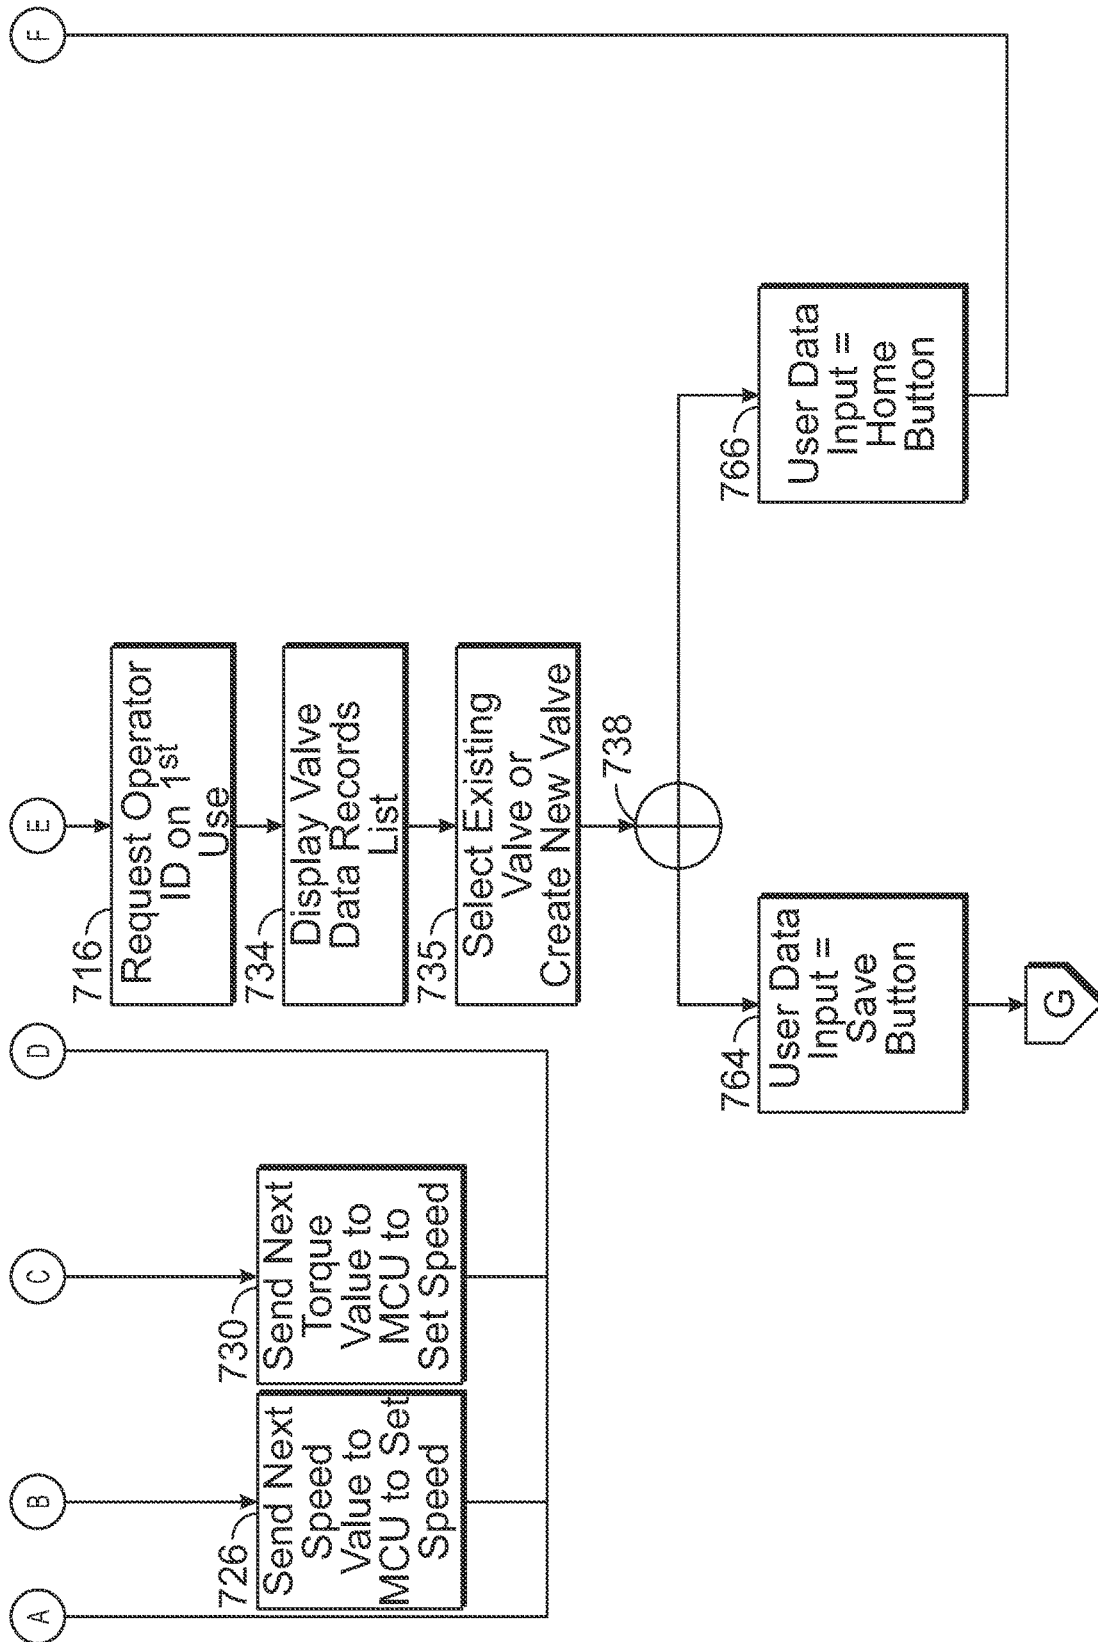 A
B
C
D
E
F
726
Send Next
Speed
Value to
MCU to Set
Speed
730
Send Next
Torque
Value to
MCU to
Set Speed
716
Request Operator
ID on 1st
Use
734
Display Valve
Data Records
List
735
Select Existing
Valve or
Create New Valve
738
764
User Data
Input =
Save
Button
766
User Data
Input =
Home
Button
G